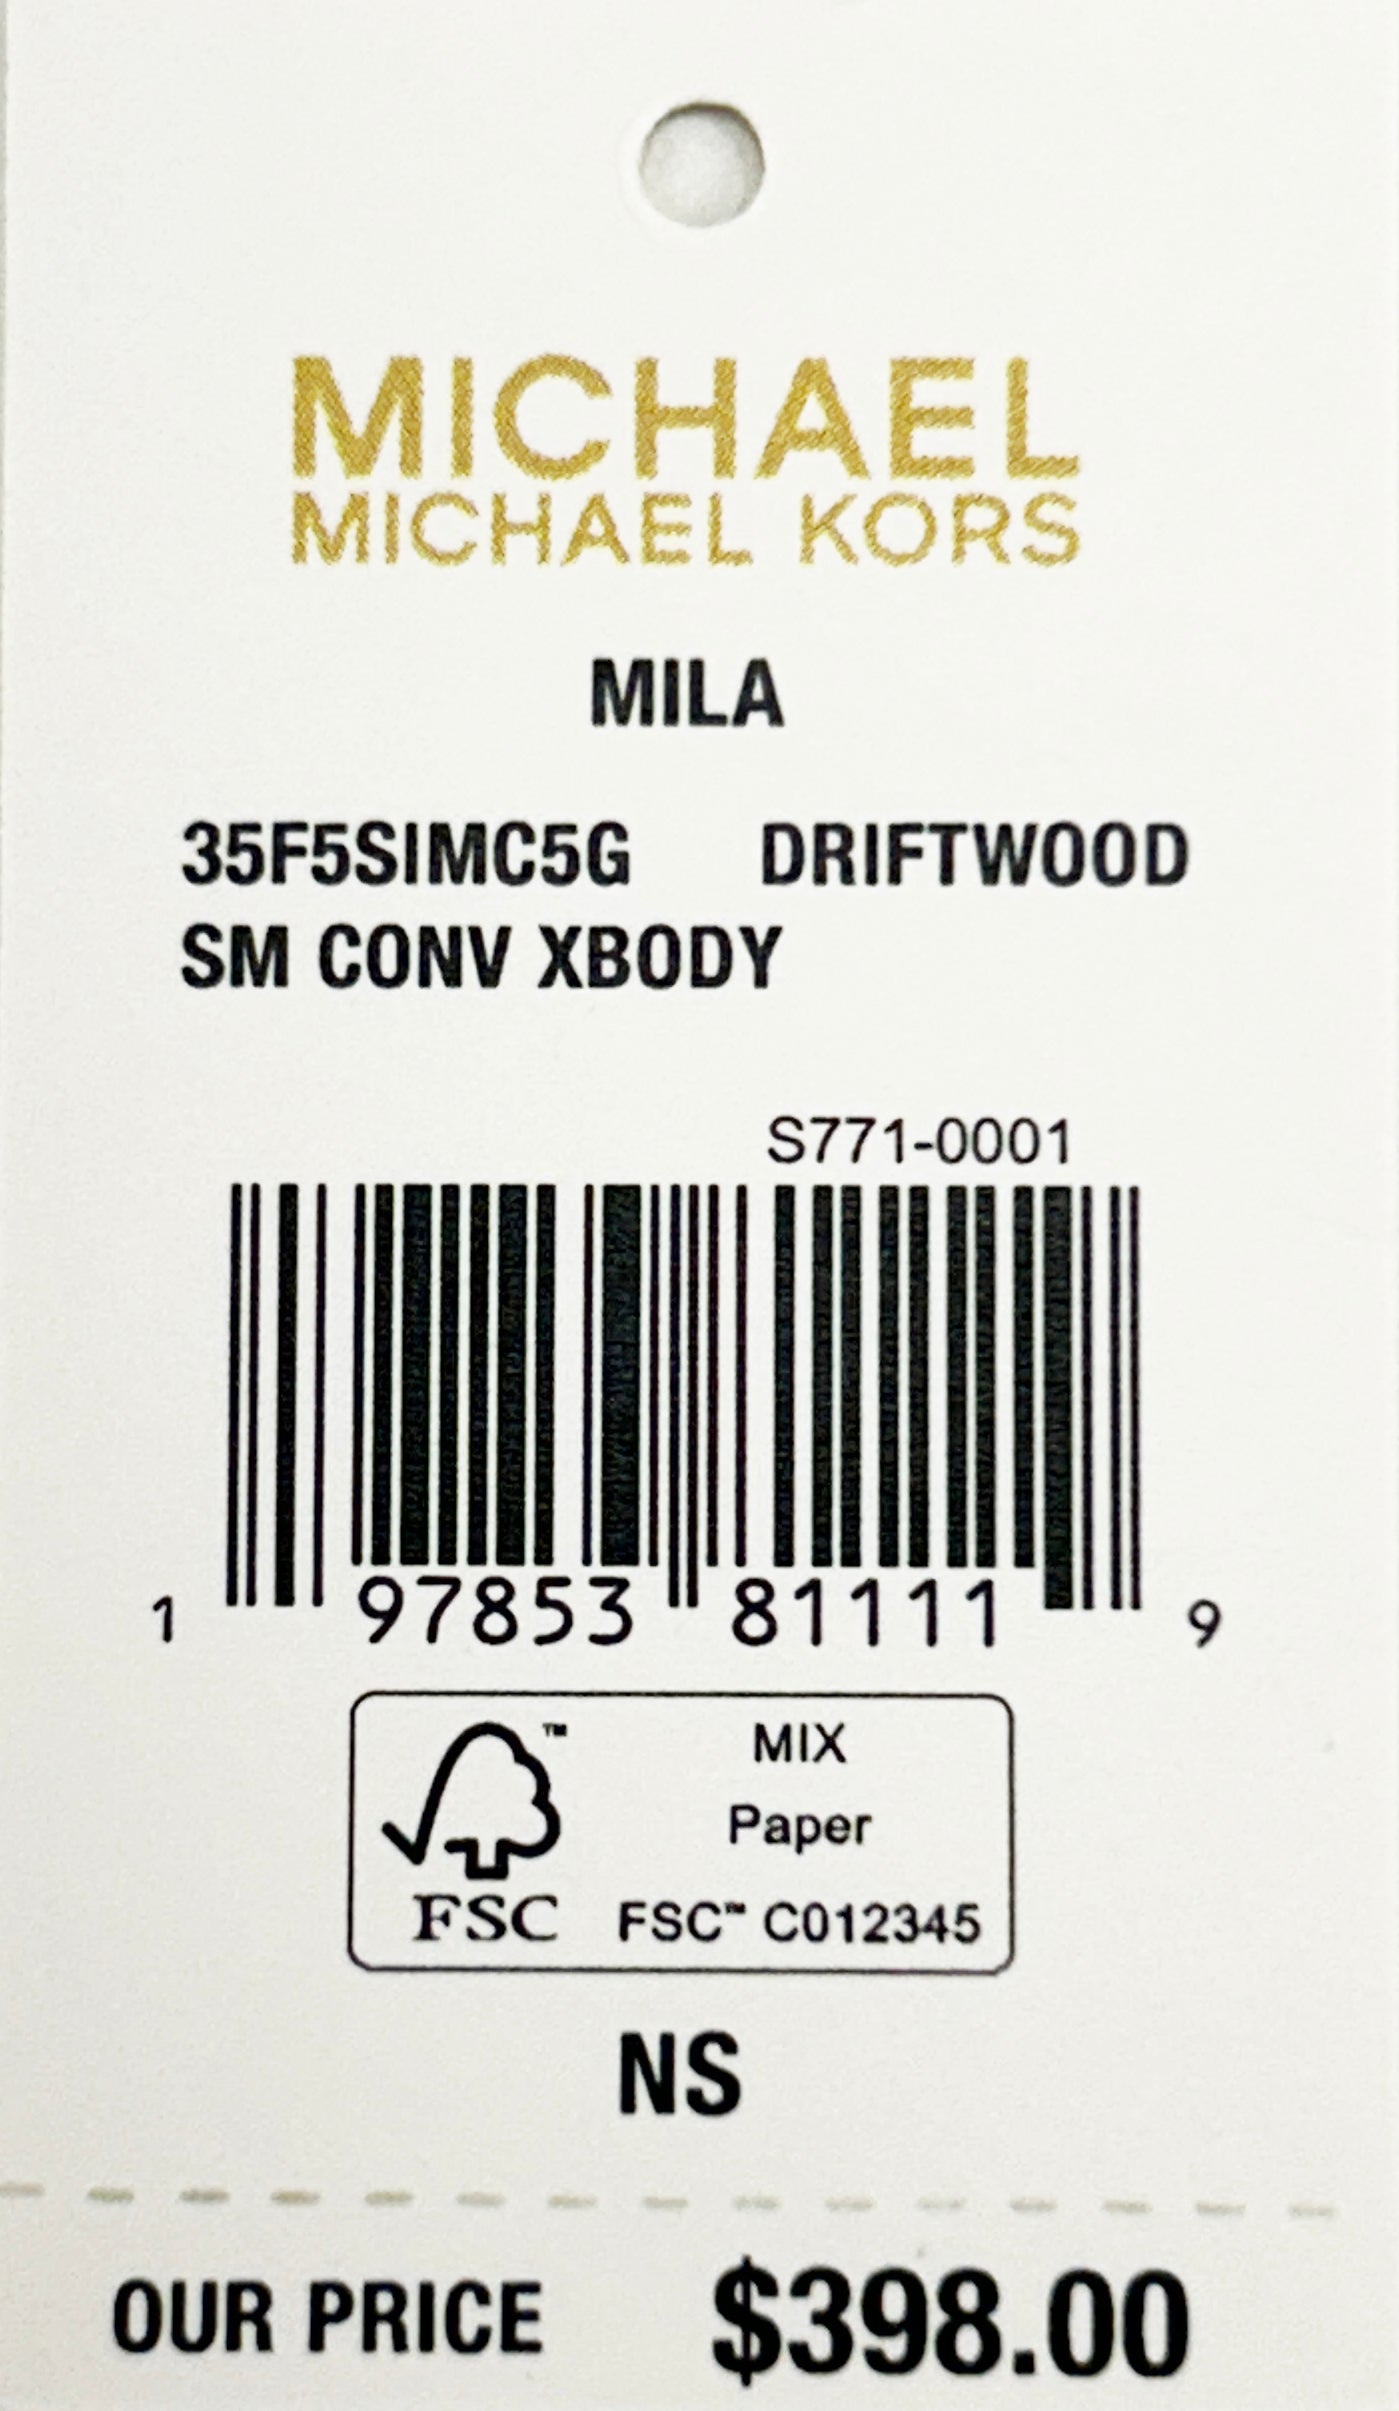 MICHAEL
MICHAEL KORS
MILA
35F5SIMC5G DRIFTWOOD
SM CONV XBODY
S771-0001
1 97853 81111 9
™ MIX
Paper
FSC FSC™ C012345
NS
OUR PRICE $398.00